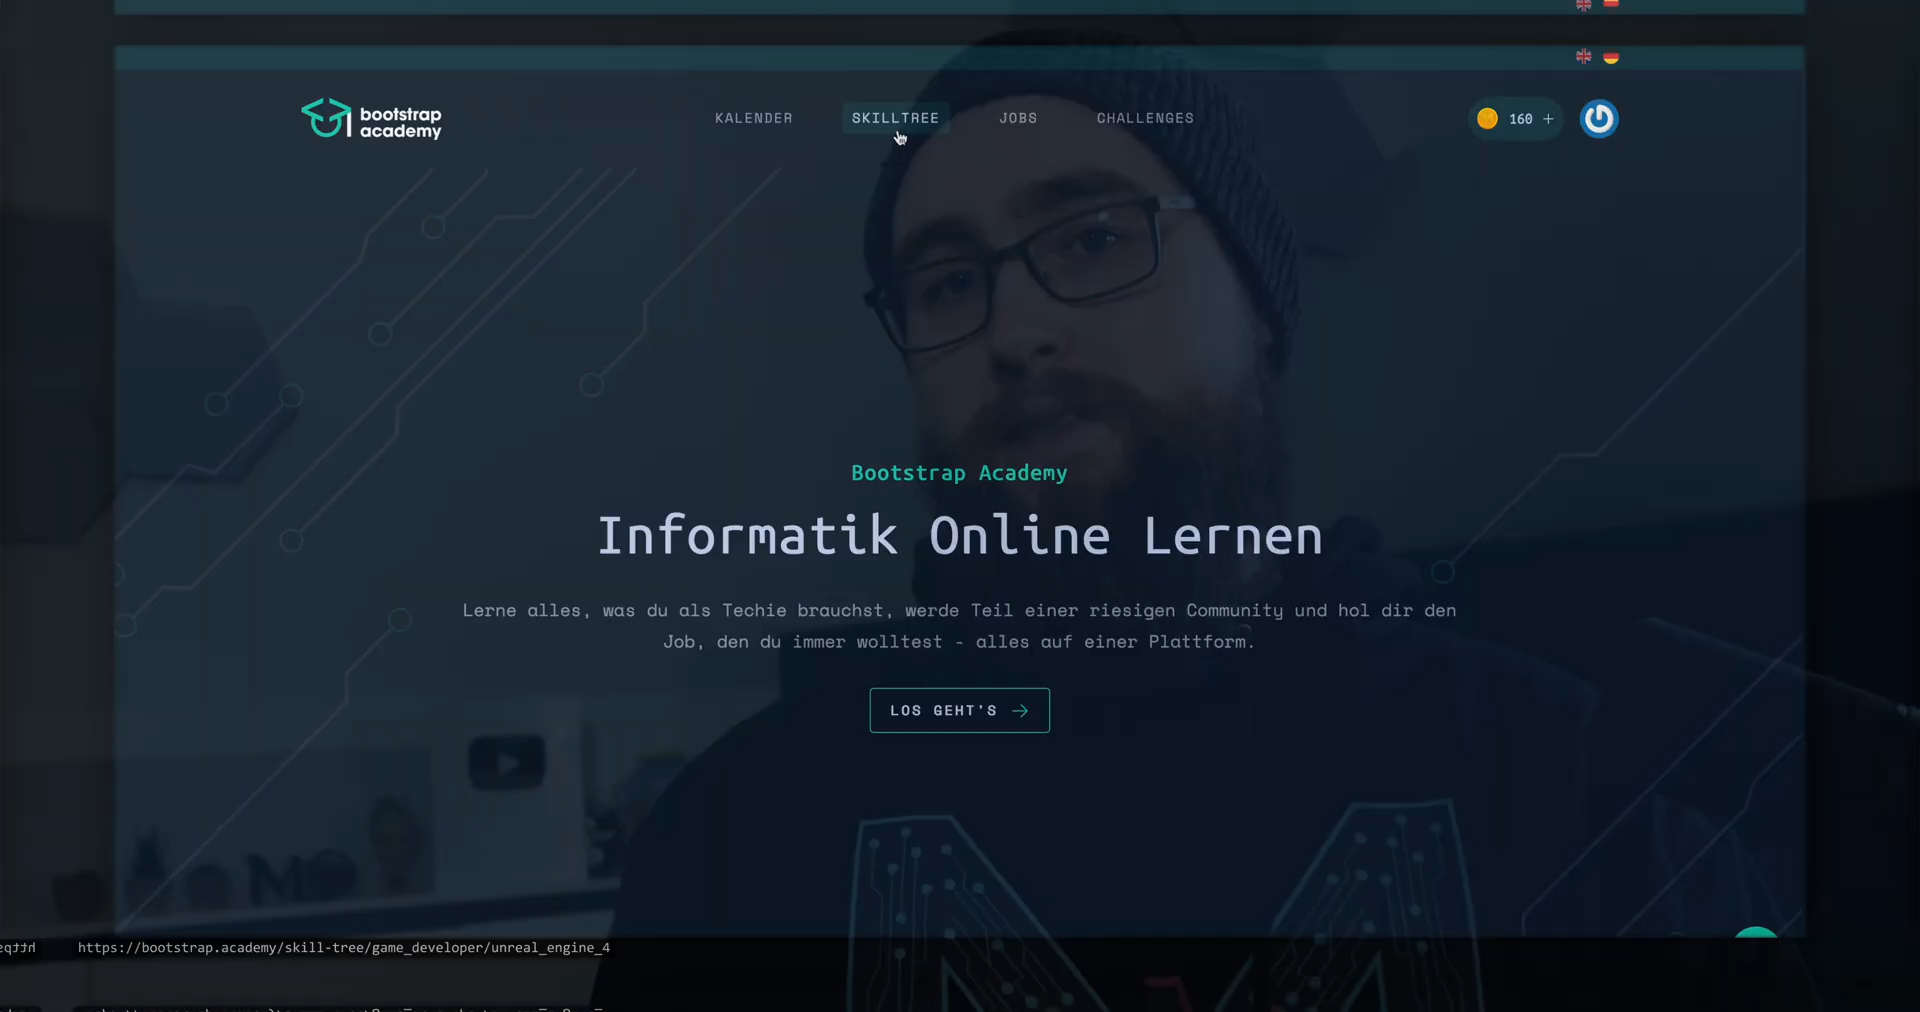 bootstrap
academy
KALENDER
SKILLTREE
JOBS
CHALLENGES
160 +
Bootstrap Academy
Informatik Online Lernen
Lerne alles, was du als Techie brauchst, werde Teil einer riesigen Community und hol dir den
Job, den du immer wolltest - alles auf einer Plattform.
LOS GEHT'S →
https://bootstrap.academy/skill-tree/game_developer/unreal_engine_4